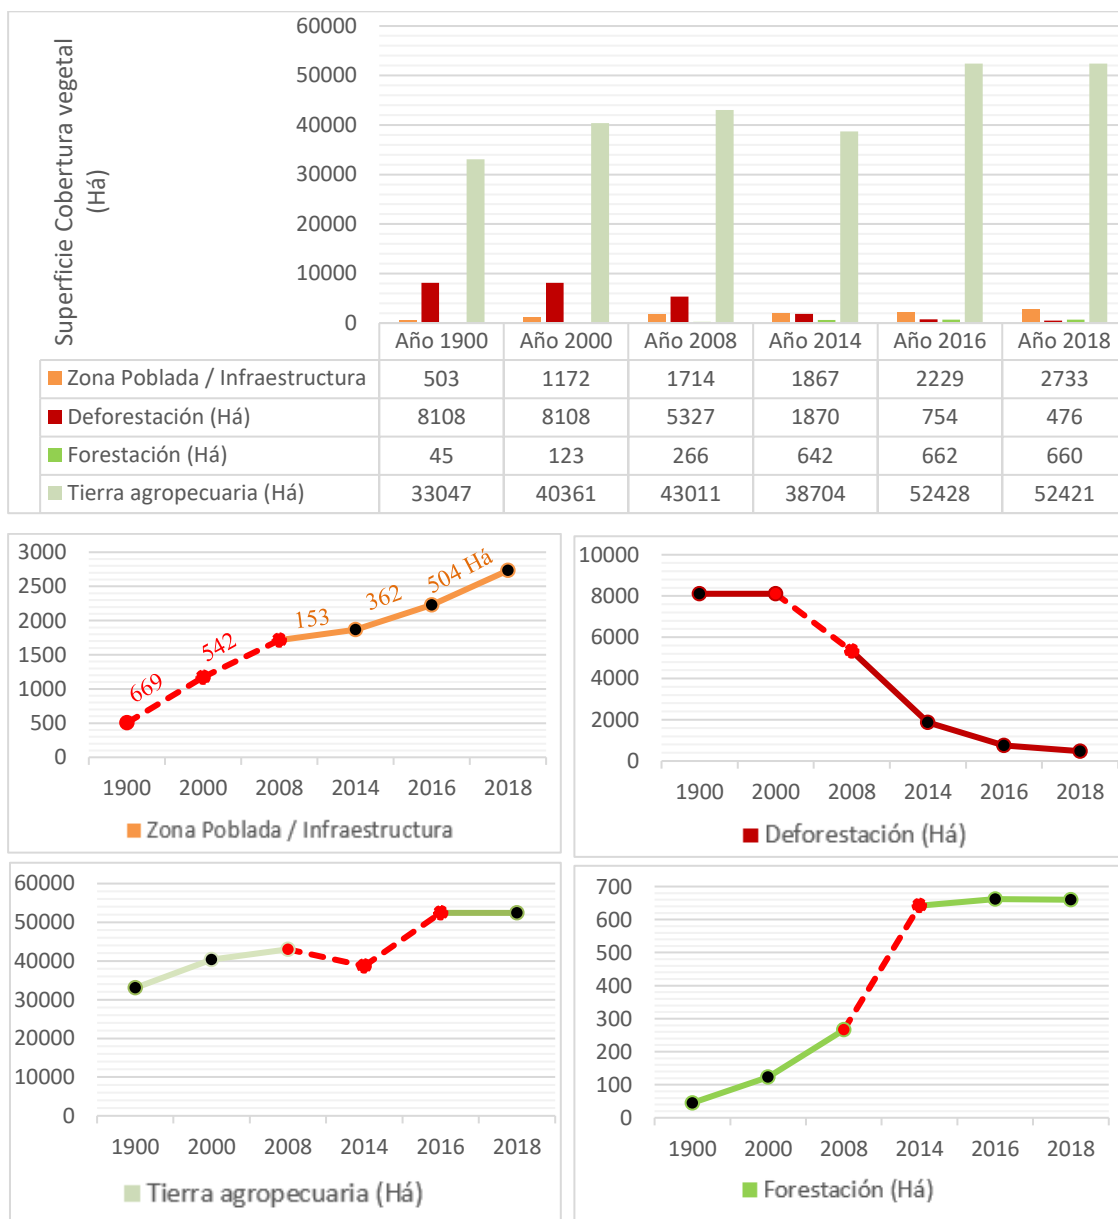 Superficie Cobertura vegetal
(Há)
60000
50000
40000
30000
20000
10000
0
Año 1900 Año 2000 Año 2008 Año 2014 Año 2016 Año 2018
Zona Poblada / Infraestructura 503 1172 1714 1867 2229 2733
Deforestación (Há) 8108 8108 5327 1870 754 476
Forestación (Há) 45 123 266 642 662 660
Tierra agropecuaria (Há) 33047 40361 43011 38704 52428 52421
3000
2500
2000
1500
1000
500
0
669
542
153
362
504 Há
1900 2000 2008 2014 2016 2018
Zona Poblada / Infraestructura
10000
8000
6000
4000
2000
0
1900 2000 2008 2014 2016 2018
Deforestación (Há)
60000
50000
40000
30000
20000
10000
0
1900 2000 2008 2014 2016 2018
Tierra agropecuaria (Há)
700
600
500
400
300
200
100
0
1900 2000 2008 2014 2016 2018
Forestación (Há)